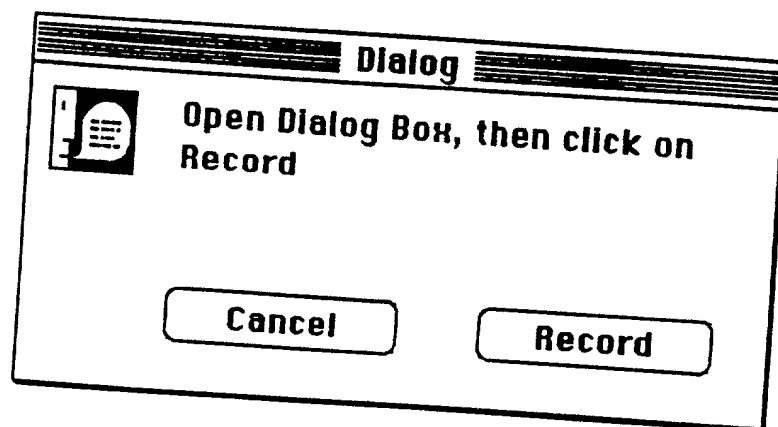 Dialog
Open Dialog Box, then click on
Record
Cancel
Record